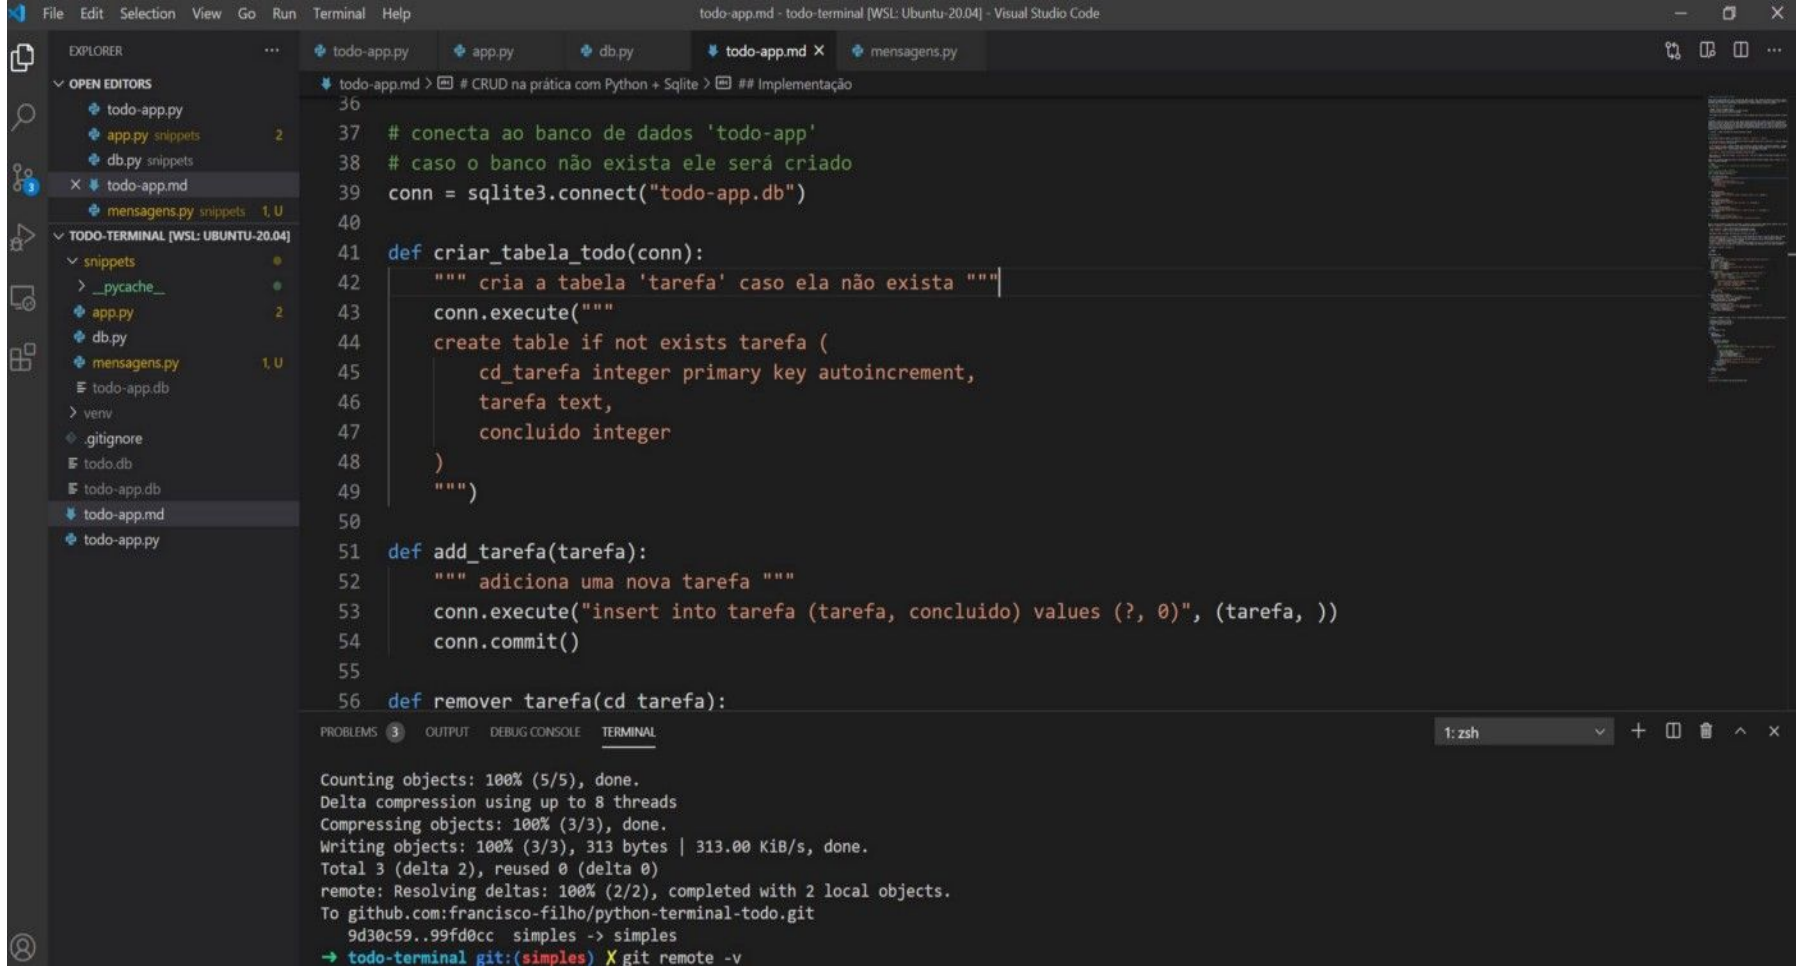 File Edit Selection View Go Run Terminal Help todo-app.md - todo-terminal [WSL: Ubuntu-20.04] - Visual Studio Code
EXPLORER
OPEN EDITORS
todo-app.py
app.py snippets 2
db.py snippets
todo-app.md
mensagens.py snippets 1, U
TODO-TERMINAL [WSL: UBUNTU-20.04]
snippets
__pycache__
app.py 2
db.py
mensagens.py 1, U
todo-app.db
venv
.gitignore
todo.db
todo-app.db
todo-app.md
todo-app.py
3
todo-app.py app.py db.py todo-app.md mensagens.py
todo-app.md > # CRUD na prática com Python + Sqlite > ## Implementação
36
37 # conecta ao banco de dados 'todo-app'
38 # caso o banco não exista ele será criado
39 conn = sqlite3.connect("todo-app.db")
40
41 def criar_tabela_todo(conn):
42 """ cria a tabela 'tarefa' caso ela não exista """
43 conn.execute("""
44 create table if not exists tarefa (
45 cd_tarefa integer primary key autoincrement,
46 tarefa text,
47 concluido integer
48 )
49 """)
50
51 def add_tarefa(tarefa):
52 """ adiciona uma nova tarefa """
53 conn.execute("insert into tarefa (tarefa, concluido) values (?, 0)", (tarefa, ))
54 conn.commit()
55
56 def remover_tarefa(cd_tarefa):
PROBLEMS 3 OUTPUT DEBUG CONSOLE TERMINAL 1: zsh
Counting objects: 100% (5/5), done.
Delta compression using up to 8 threads
Compressing objects: 100% (3/3), done.
Writing objects: 100% (3/3), 313 bytes | 313.00 KiB/s, done.
Total 3 (delta 2), reused 0 (delta 0)
remote: Resolving deltas: 100% (2/2), completed with 2 local objects.
To github.com:francisco-filho/python-terminal-todo.git
9d30c59..99fd0cc simples -> simples
→ todo-terminal git:(simples) ✗ git remote -v